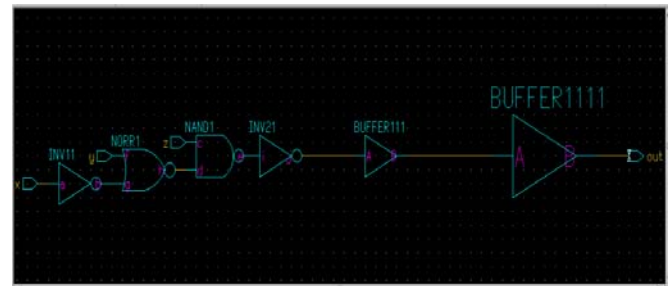 BUFFER1111
INV11
NORR1
NAND1
INV21
BUFFER111
x
y
z
A
A
B
out